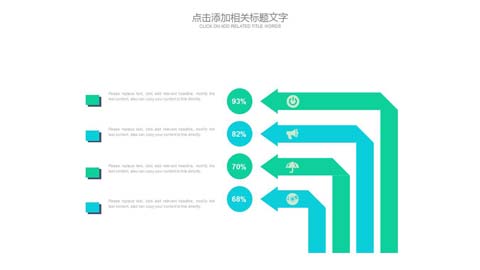 点击添加相关标题文字
CLICK ON ADD RELATED TITLE WORDS
Please replace text, click add relevant headline, modify the
text content, also can copy your content to this directly.
93%
Please replace text, click add relevant headline, modify the
text content, also can copy your content to this directly.
82%
Please replace text, click add relevant headline, modify the
text content, also can copy your content to this directly.
70%
Please replace text, click add relevant headline, modify the
text content, also can copy your content to this directly.
68%